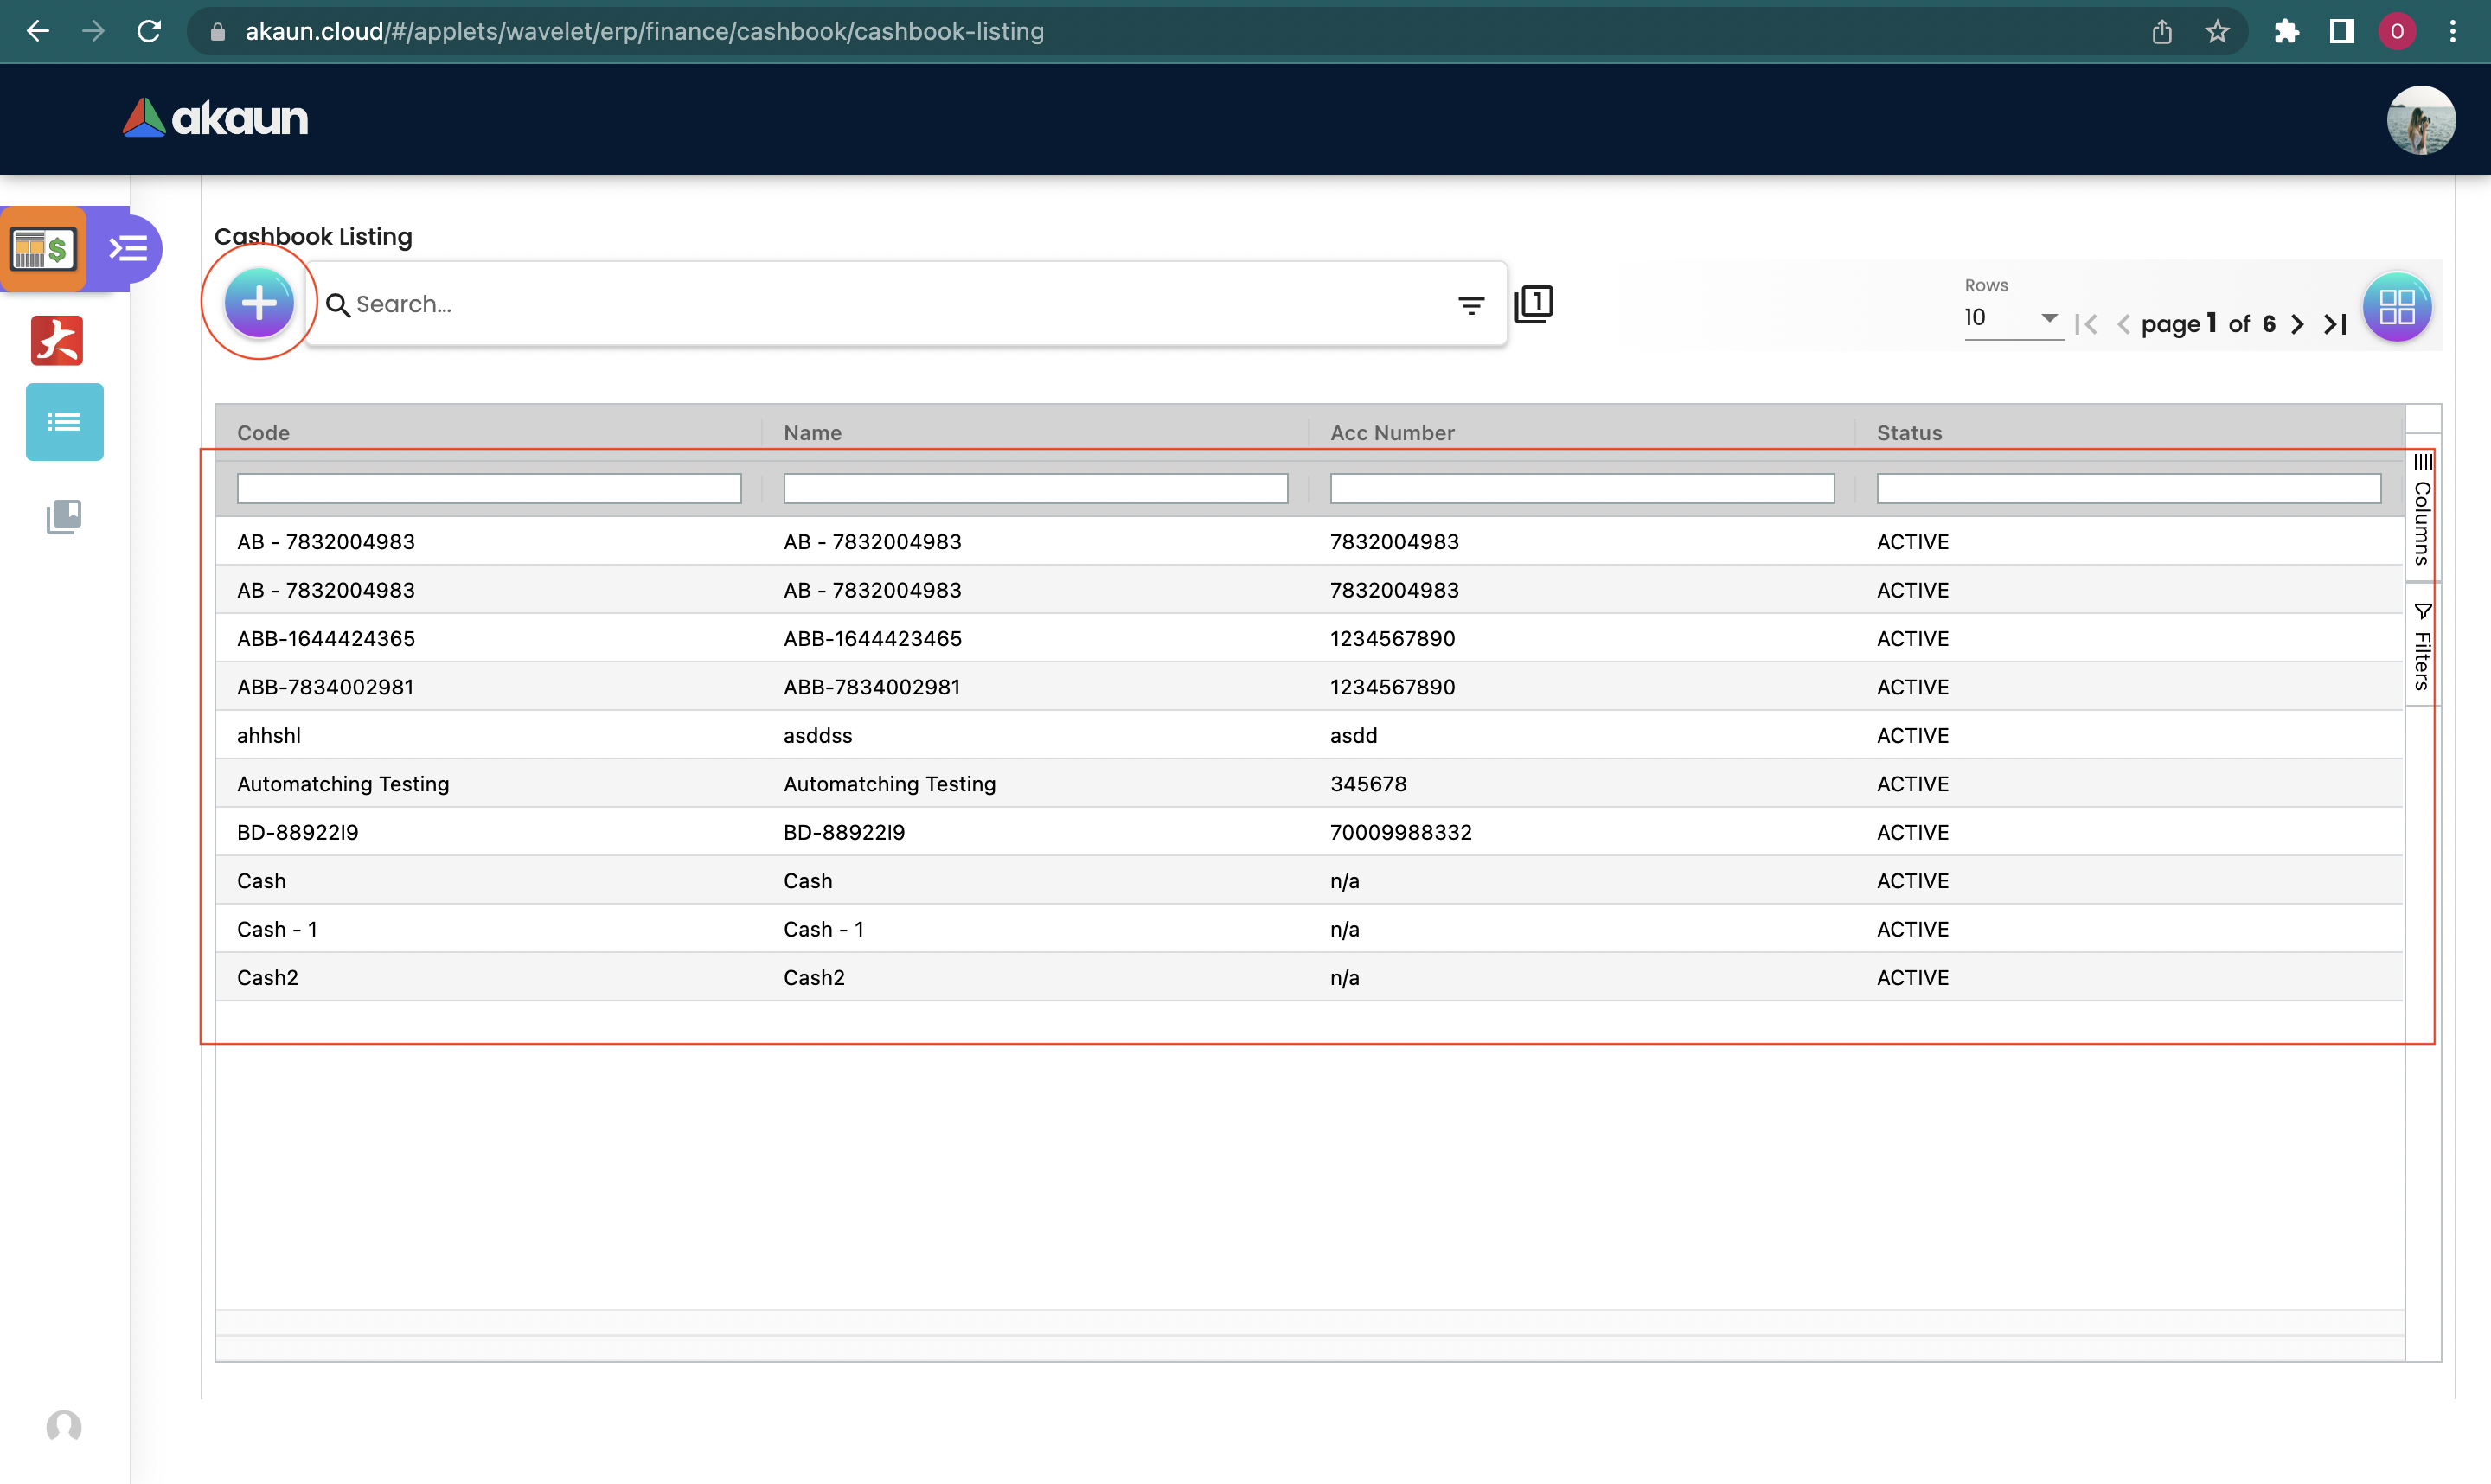 akaun.cloud/#/applets/wavelet/erp/finance/cashbook/cashbook-listing
O
akaun
Cashbook Listing
Search...
1
Rows
10
page 1 of 6
Code Name Acc Number Status
AB - 7832004983 AB - 7832004983 7832004983 ACTIVE
AB - 7832004983 AB - 7832004983 7832004983 ACTIVE
ABB-1644424365 ABB-1644423465 1234567890 ACTIVE
ABB-7834002981 ABB-7834002981 1234567890 ACTIVE
ahhshl asddss asdd ACTIVE
Automatching Testing Automatching Testing 345678 ACTIVE
BD-88922I9 BD-88922I9 70009988332 ACTIVE
Cash Cash n/a ACTIVE
Cash - 1 Cash - 1 n/a ACTIVE
Cash2 Cash2 n/a ACTIVE
Columns
Filters